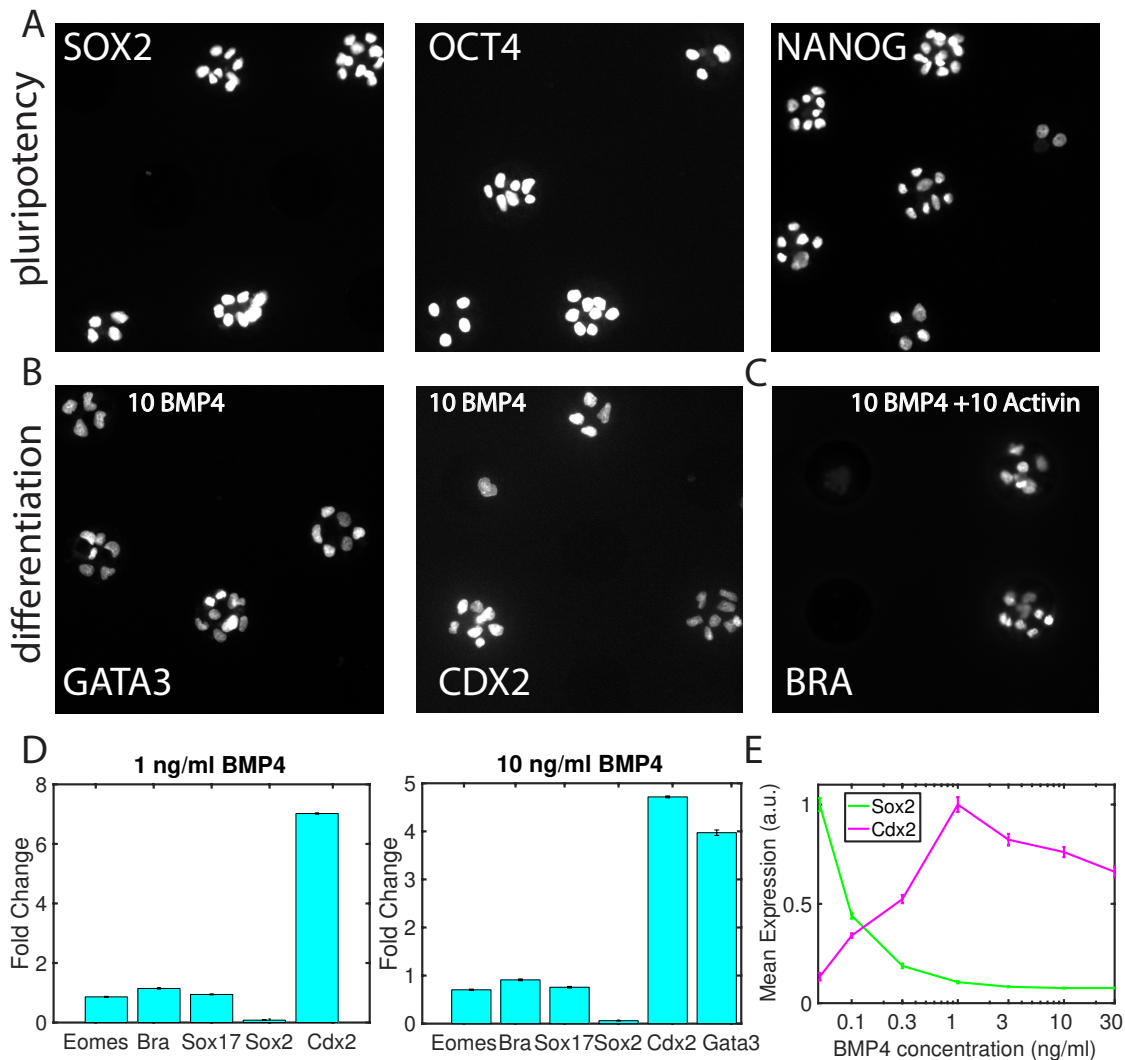 A
pluripotency
SOX2
OCT4
NANOG
B
C
differentiation
10 BMP4
GATA3
10 BMP4
CDX2
10 BMP4 +10 Activin
BRA
D
1 ng/ml BMP4
Fold Change
8
6
4
2
0
Eomes Bra Sox17 Sox2 Cdx2
10 ng/ml BMP4
Fold Change
5
4
3
2
1
0
Eomes Bra Sox17 Sox2 Cdx2 Gata3
E
Mean Expression (a.u.)
1
0.5
0
Sox2
Cdx2
0.1 0.3 1 3 10 30
BMP4 concentration (ng/ml)